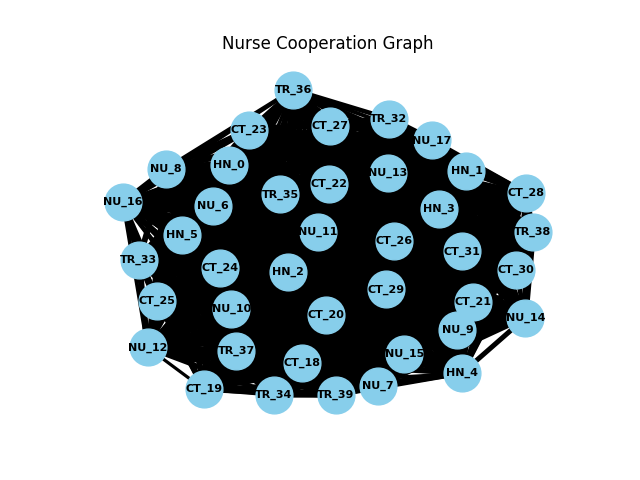 Nurse Cooperation Graph
TR_36
TR_32
CT_27
CT_23
NU_17
HN_0
NU_8
HN_1
NU_13
CT_22
CT_28
TR_35
NU_16
NU_6
HN_3
NU_11
TR_38
HN_5
CT_26
CT_31
TR_33
CT_24
CT_30
HN_2
CT_29
CT_25
CT_21
NU_10
CT_20
NU_14
NU_9
NU_12
TR_37
NU_15
CT_18
HN_4
NU_7
CT_19
TR_34
TR_39